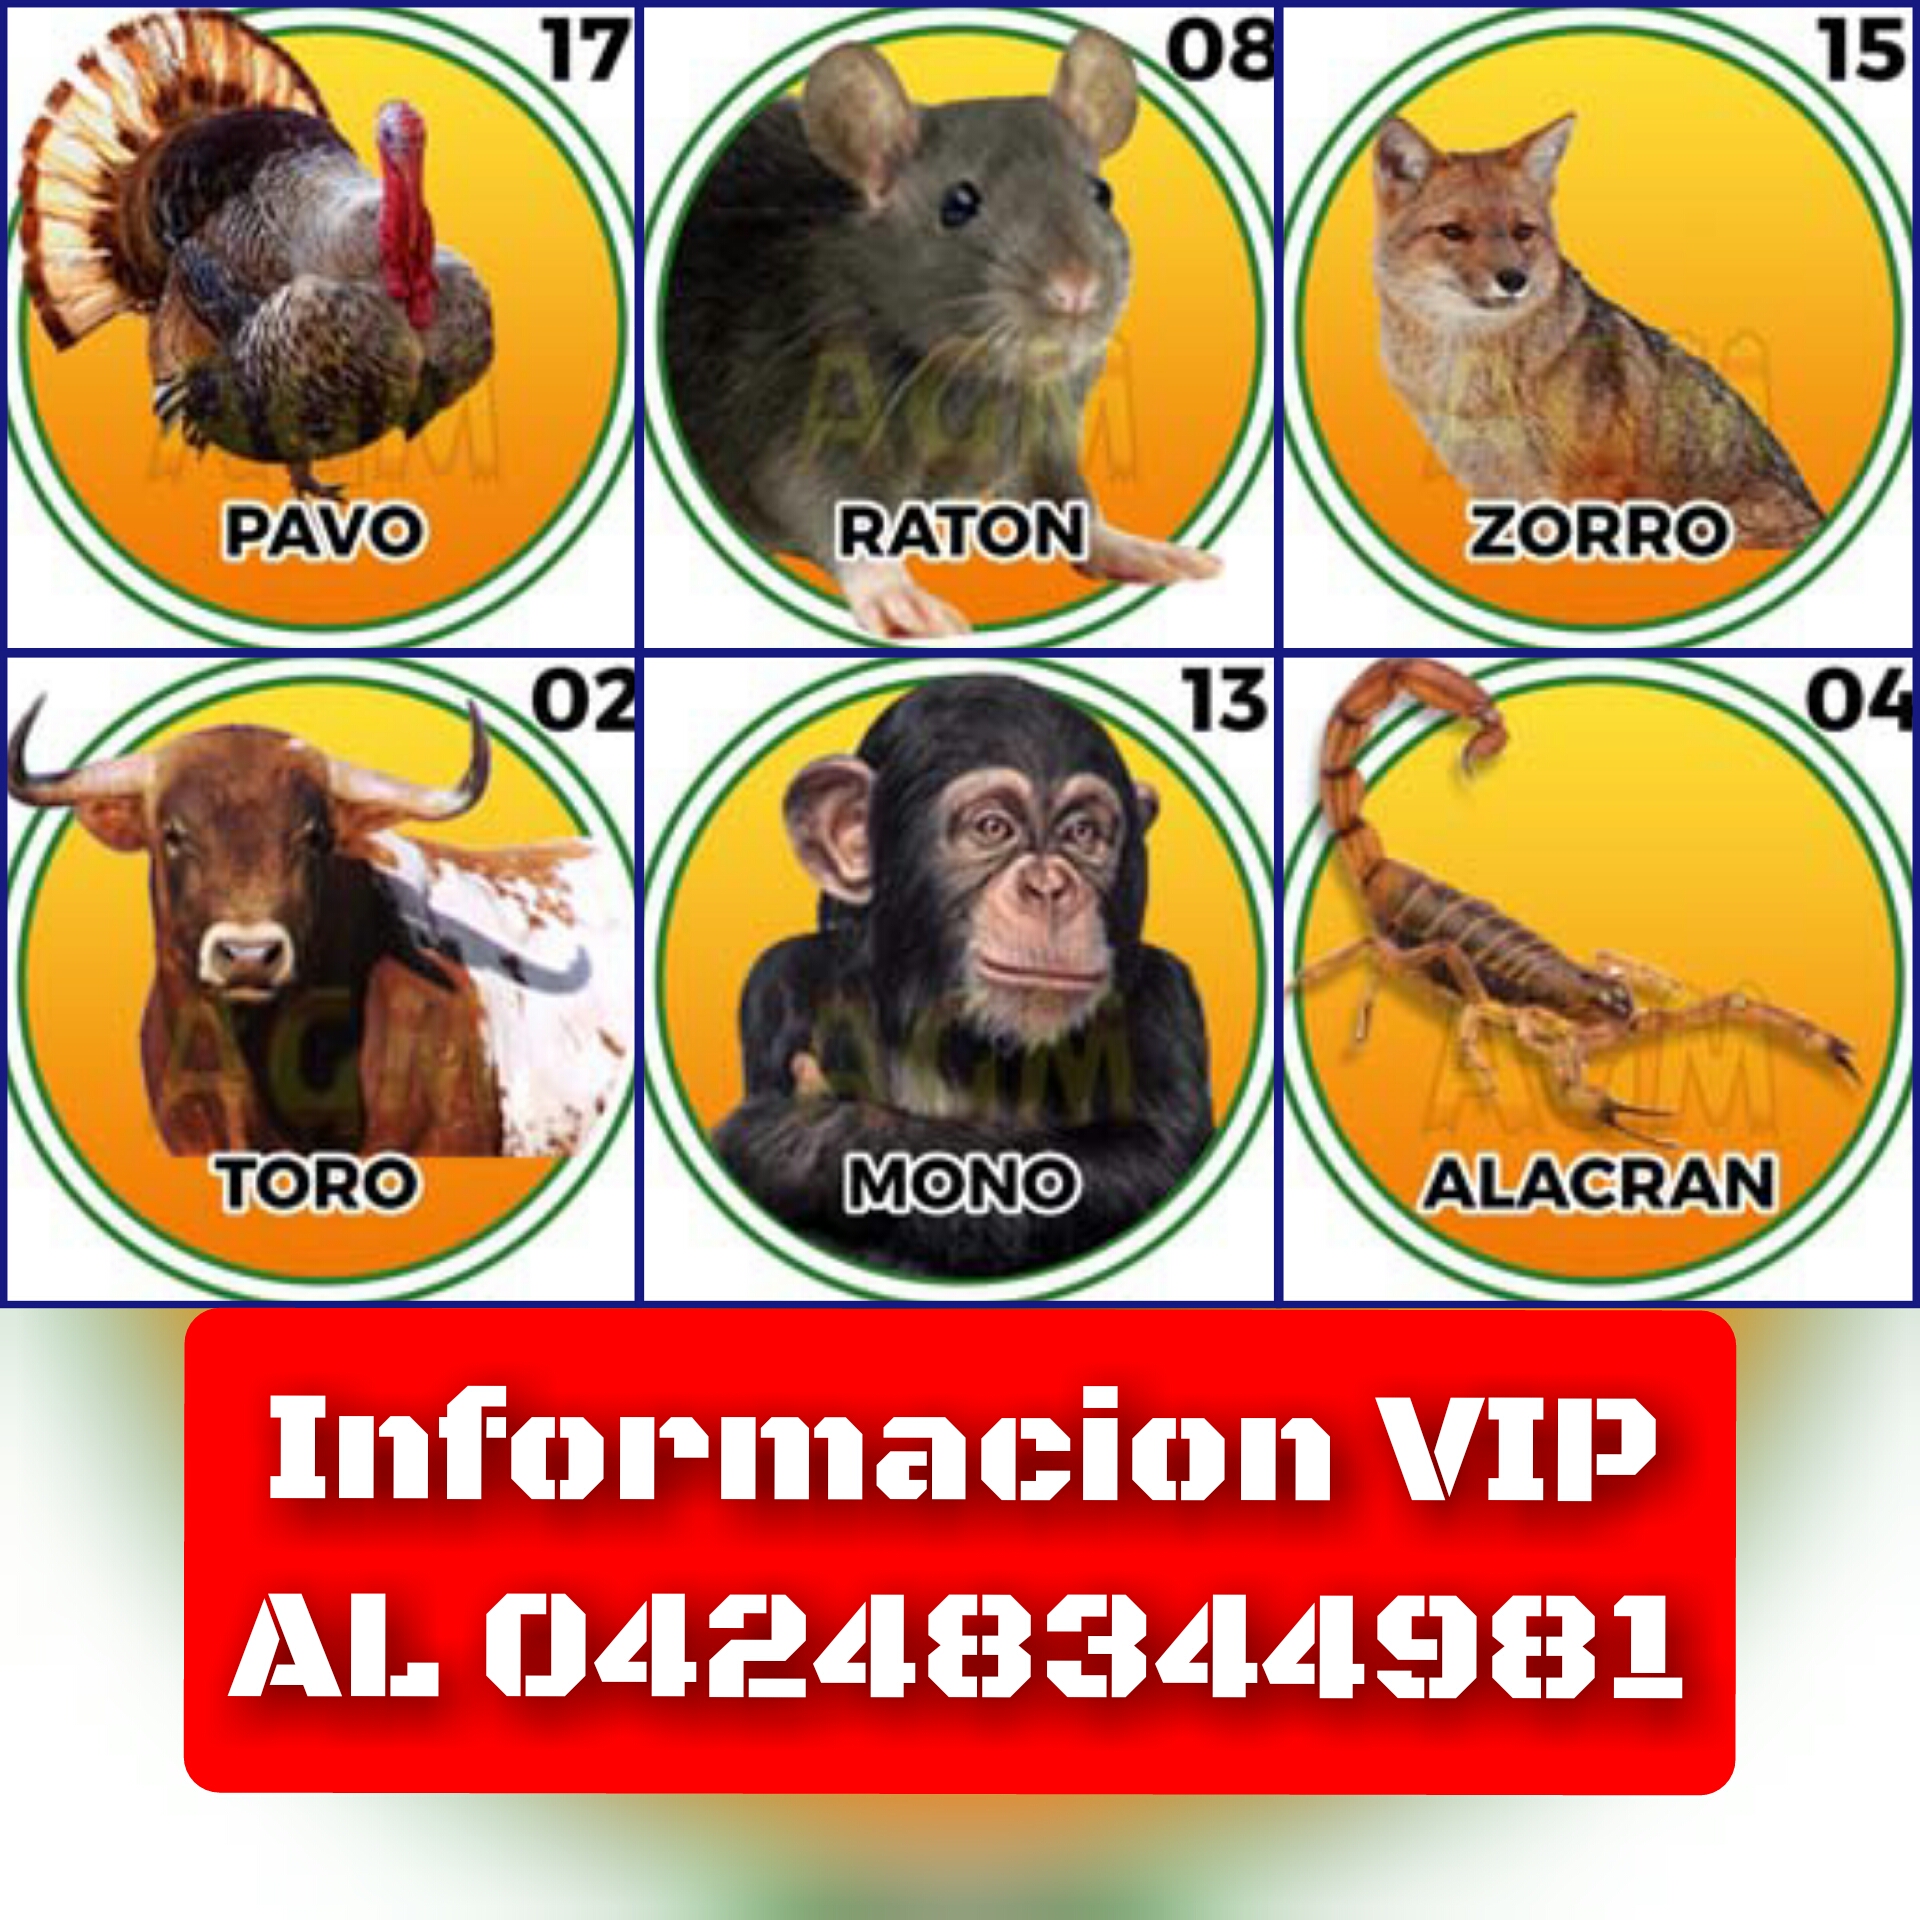 17
08
15
PAVO
RATON
ZORRO
02
13
04
TORO
MONO
ALACRAN
Informacion VIP
AL 04248344981